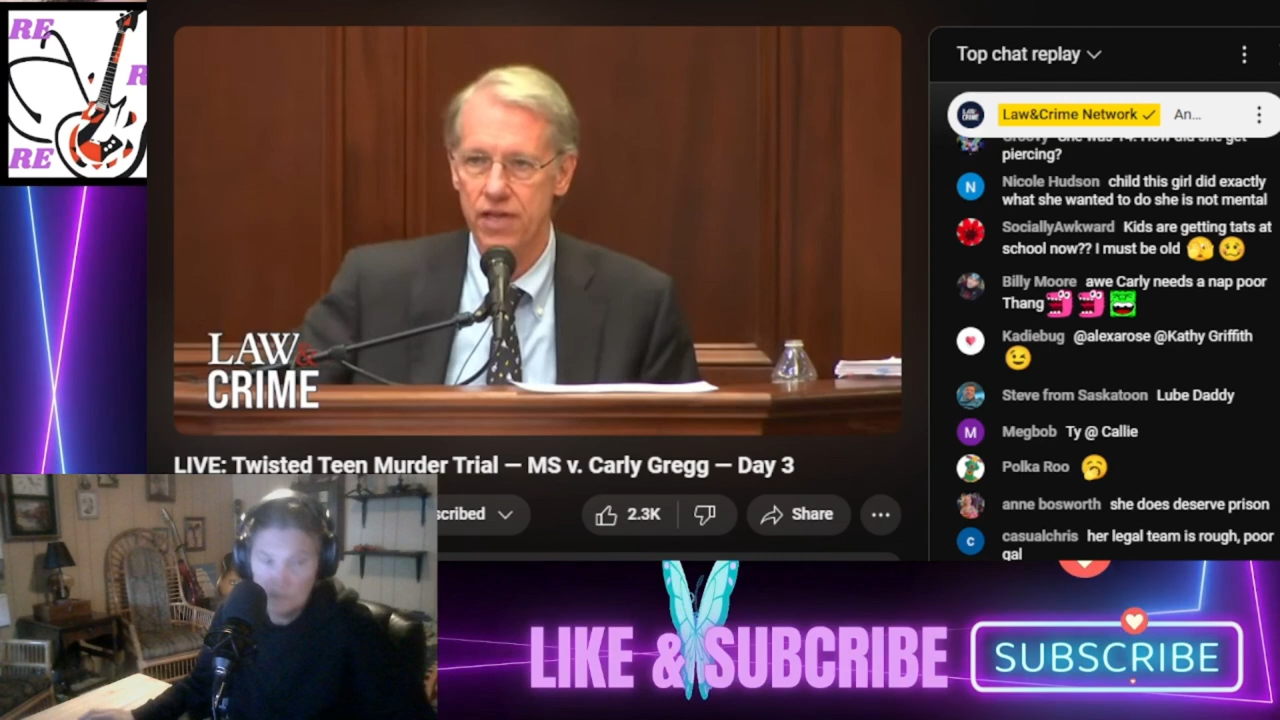 RE
R
RE
LAW&
CRIME
LIVE: Twisted Teen Murder Trial — MS v. Carly Gregg — Day 3
scribed
2.3K
Share
Top chat replay
LAW&
CRIME
Law&Crime Network
An...
piercing?
Nicole Hudson child this girl did exactly
what she wanted to do she is not mental
SociallyAwkward Kids are getting tats at
school now?? I must be old
Billy Moore awe Carly needs a nap poor
Thang
Kadiebug @alexarose @Kathy Griffith
Steve from Saskatoon Lube Daddy
Megbob Ty @ Callie
Polka Roo
anne bosworth she does deserve prison
casualchris her legal team is rough, poor
gal
N
M
c
LIKE & SUBCRIBE
SUBSCRIBE